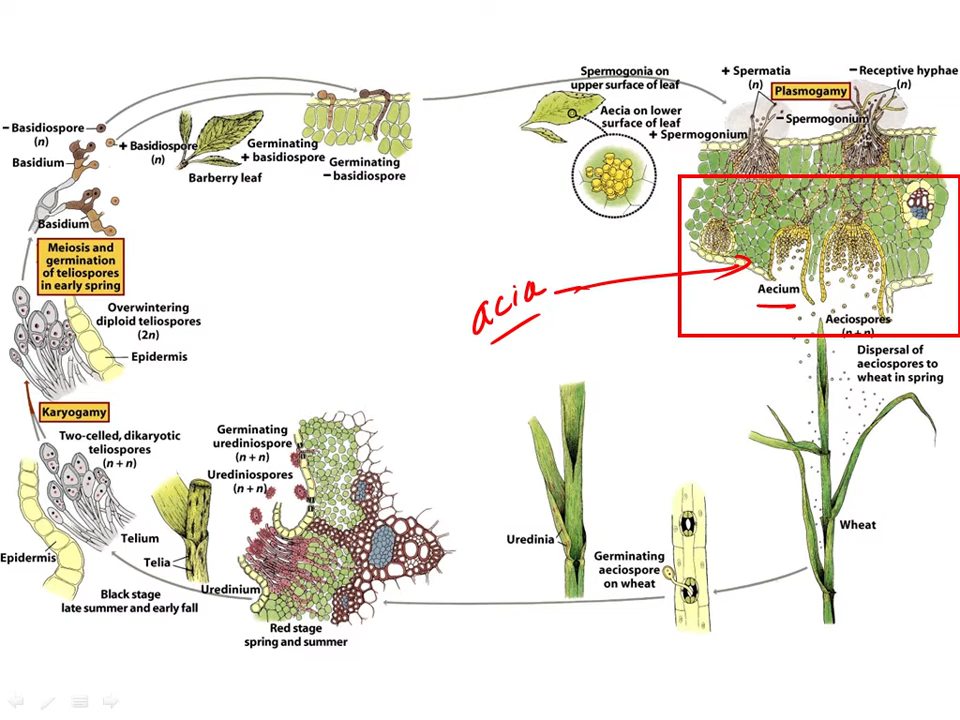 − Basidiospore
(n)
Basidium
+ Basidiospore
(n)
Barberry leaf
Germinating
+ basidiospore
Germinating
− basidiospore
Spermogonia on
upper surface of leaf
Aecia on lower
surface of leaf
+ Spermatia
(n)
− Receptive hyphae
(n)
Plasmogamy
− Spermogonium
+ Spermogonium
Basidium
Meiosis and
germination
of teliospores
in early spring
Overwintering
diploid teliospores
(2n)
Epidermis
acia
Aecium
Aeciospores
(n + n)
Dispersal of
aeciospores to
wheat in spring
Karyogamy
Two-celled, dikaryotic
teliospores
(n + n)
Germinating
urediniospore
(n + n)
Urediniospores
(n + n)
Epidermis
Telium
Telia
Uredinium
Black stage
late summer and early fall
Red stage
spring and summer
Uredinia
Germinating
aeciospore
on wheat
Wheat